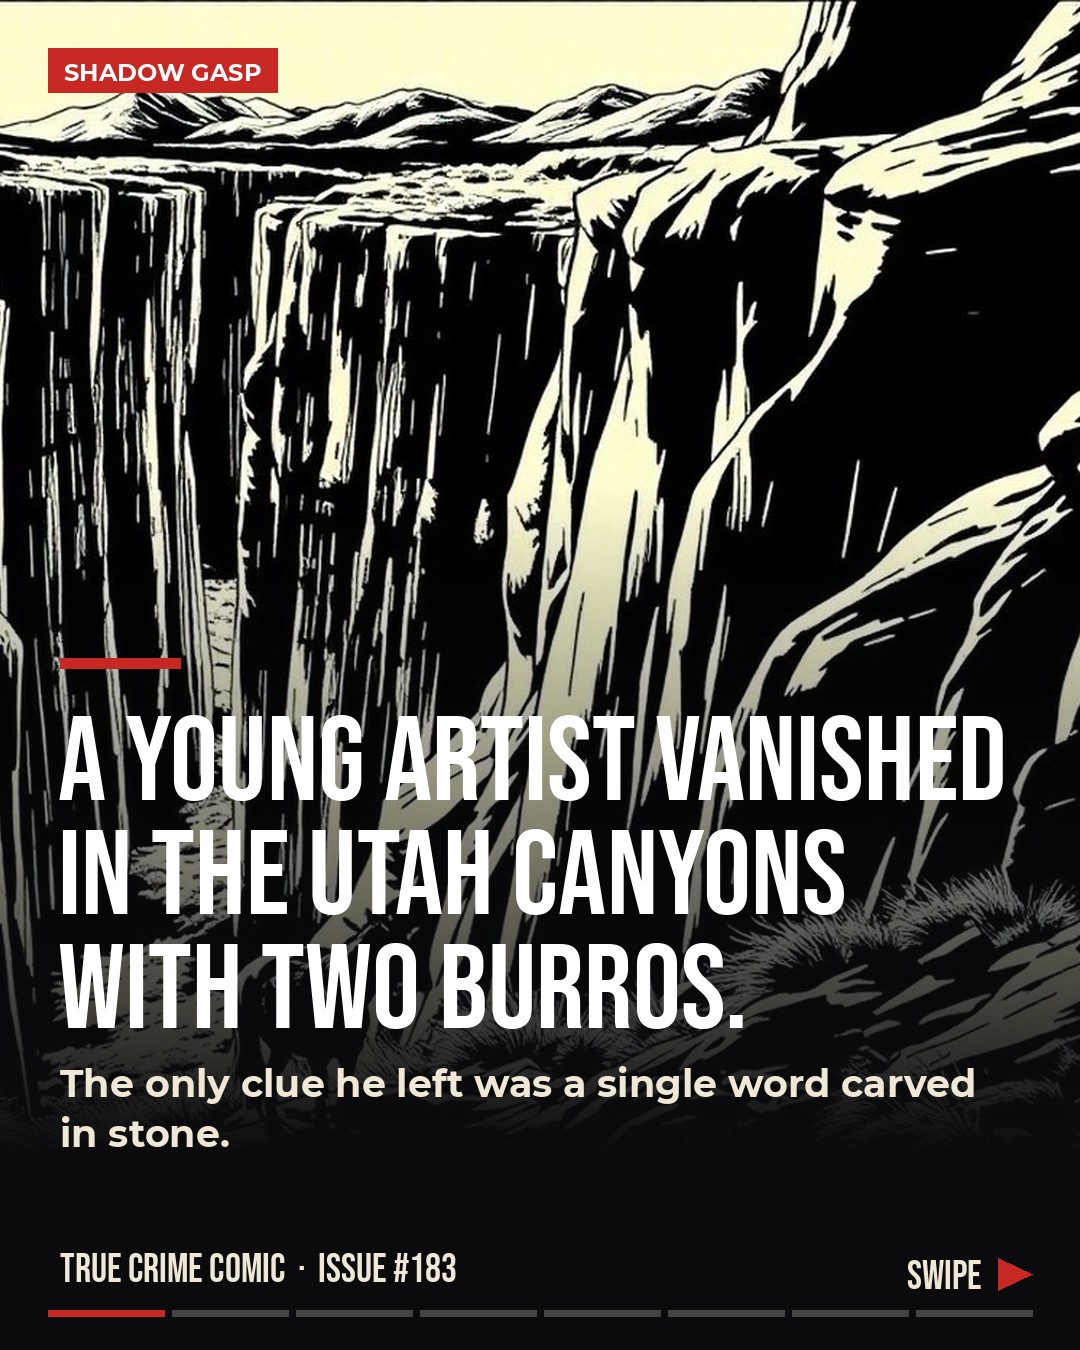 SHADOW GASP
A YOUNG ARTIST VANISHED
IN THE UTAH CANYONS
WITH TWO BURROS.
The only clue he left was a single word carved
in stone.
TRUE CRIME COMIC · ISSUE #183
SWIPE